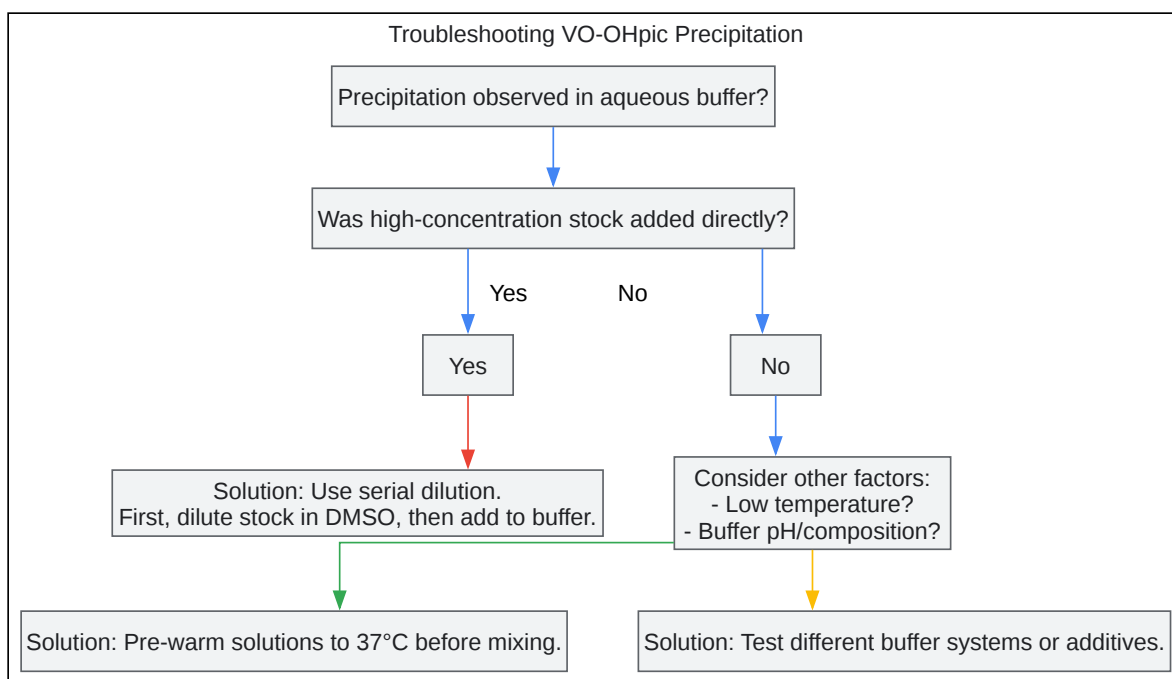 Troubleshooting VO-OHpic Precipitation
Precipitation observed in aqueous buffer?
Was high-concentration stock added directly?
Yes
No
Yes
No
Solution: Use serial dilution.
First, dilute stock in DMSO, then add to buffer.
Consider other factors:
- Low temperature?
- Buffer pH/composition?
Solution: Pre-warm solutions to 37°C before mixing.
Solution: Test different buffer systems or additives.